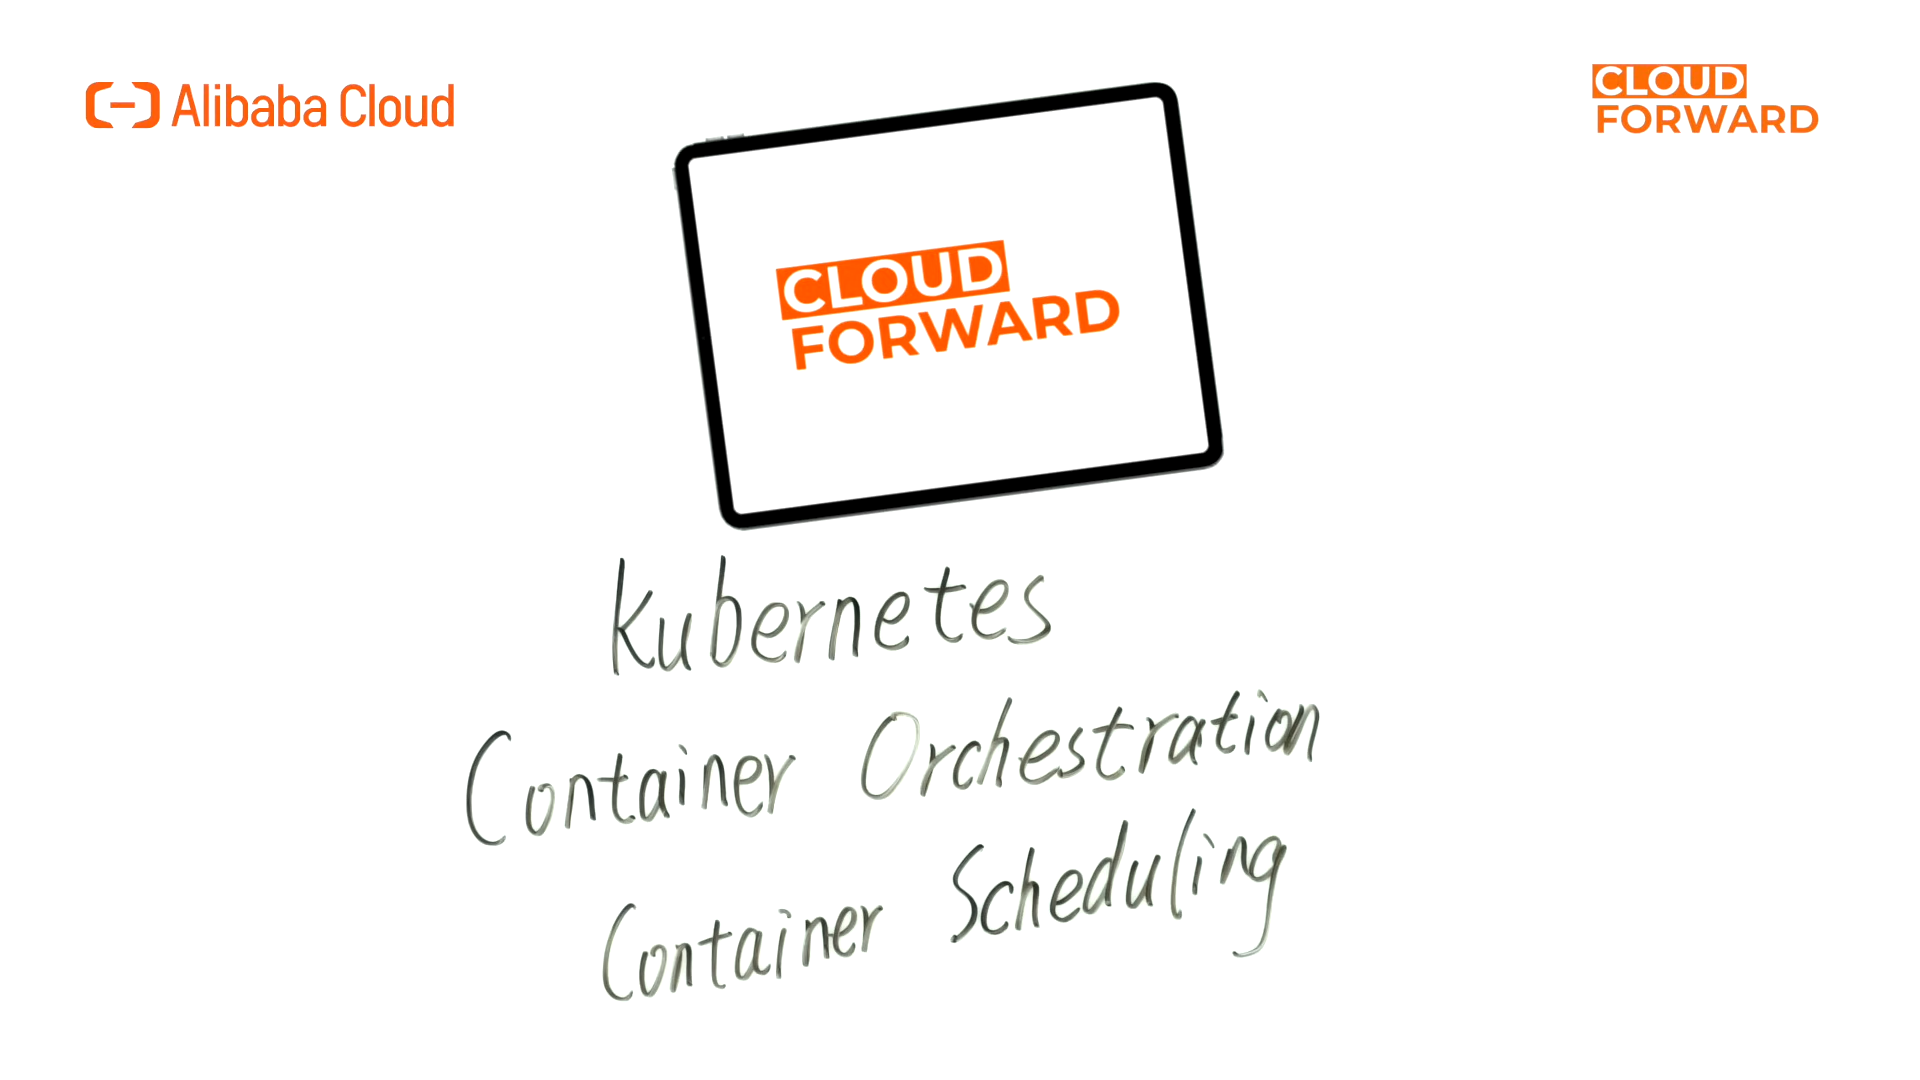 Alibaba Cloud
CLOUD
FORWARD
CLOUD
FORWARD
Kubernetes
Container Orchestration
Container Scheduling